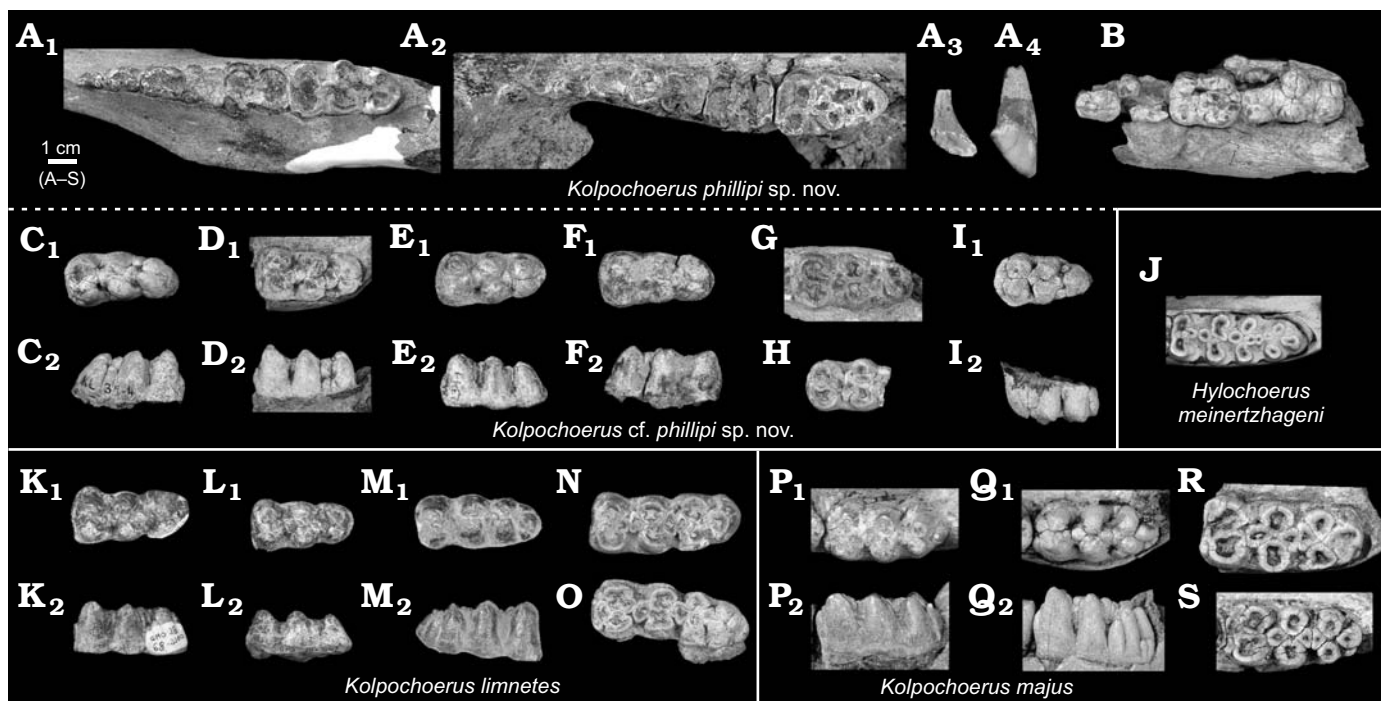 A1 A2 A3 A4 B
1 cm
(A–S)
Kolpochoerus phillipi sp. nov.
C1 D1 E1 F1 G I1
J
C2 D2 E2 F2 H I2
Hylochoerus
meinertzhageni
Kolpochoerus cf. phillipi sp. nov.
K1 L1 M1 N P1 Q1 R
K2 L2 M2 O P2 Q2 S
Kolpochoerus limnetes Kolpochoerus majus